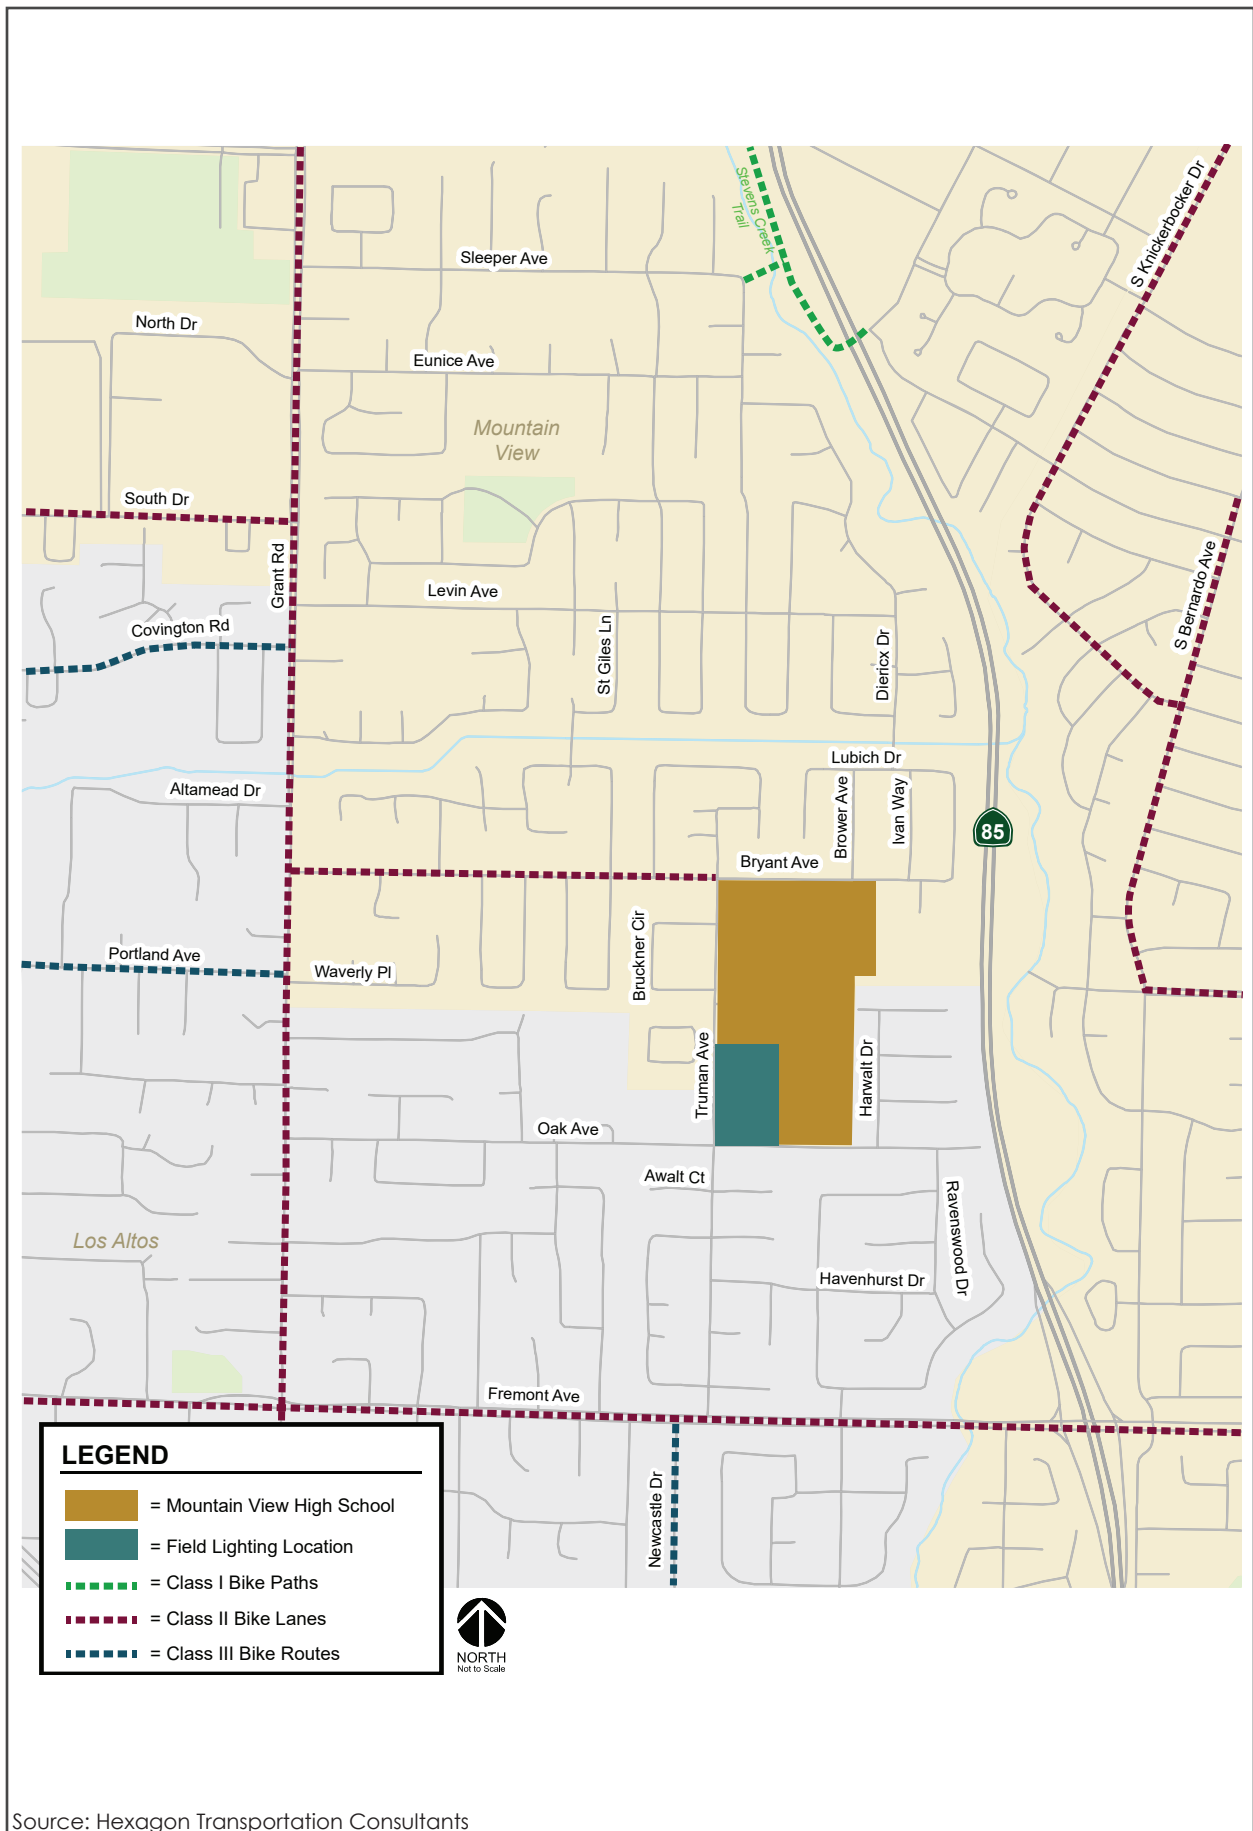 Stevens Creek
Trail
S Knickerbocker Dr
Sleeper Ave
North Dr
Eunice Ave
Mountain
View
South Dr
Grant Rd
S Bernardo Ave
Levin Ave
Covington Rd
St Giles Ln
Diericx Dr
Lubich Dr
Altamead Dr
Brower Ave
Ivan Way
85
Bryant Ave
Bruckner Cir
Portland Ave
Waverly Pl
Truman Ave
Harwalt Dr
Oak Ave
Awalt Ct
Ravenswood Dr
Los Altos
Havenhurst Dr
Fremont Ave
Newcastle Dr
LEGEND
= Mountain View High School
= Field Lighting Location
= Class I Bike Paths
= Class II Bike Lanes
= Class III Bike Routes
NORTH
Not to Scale
Source: Hexagon Transportation Consultants